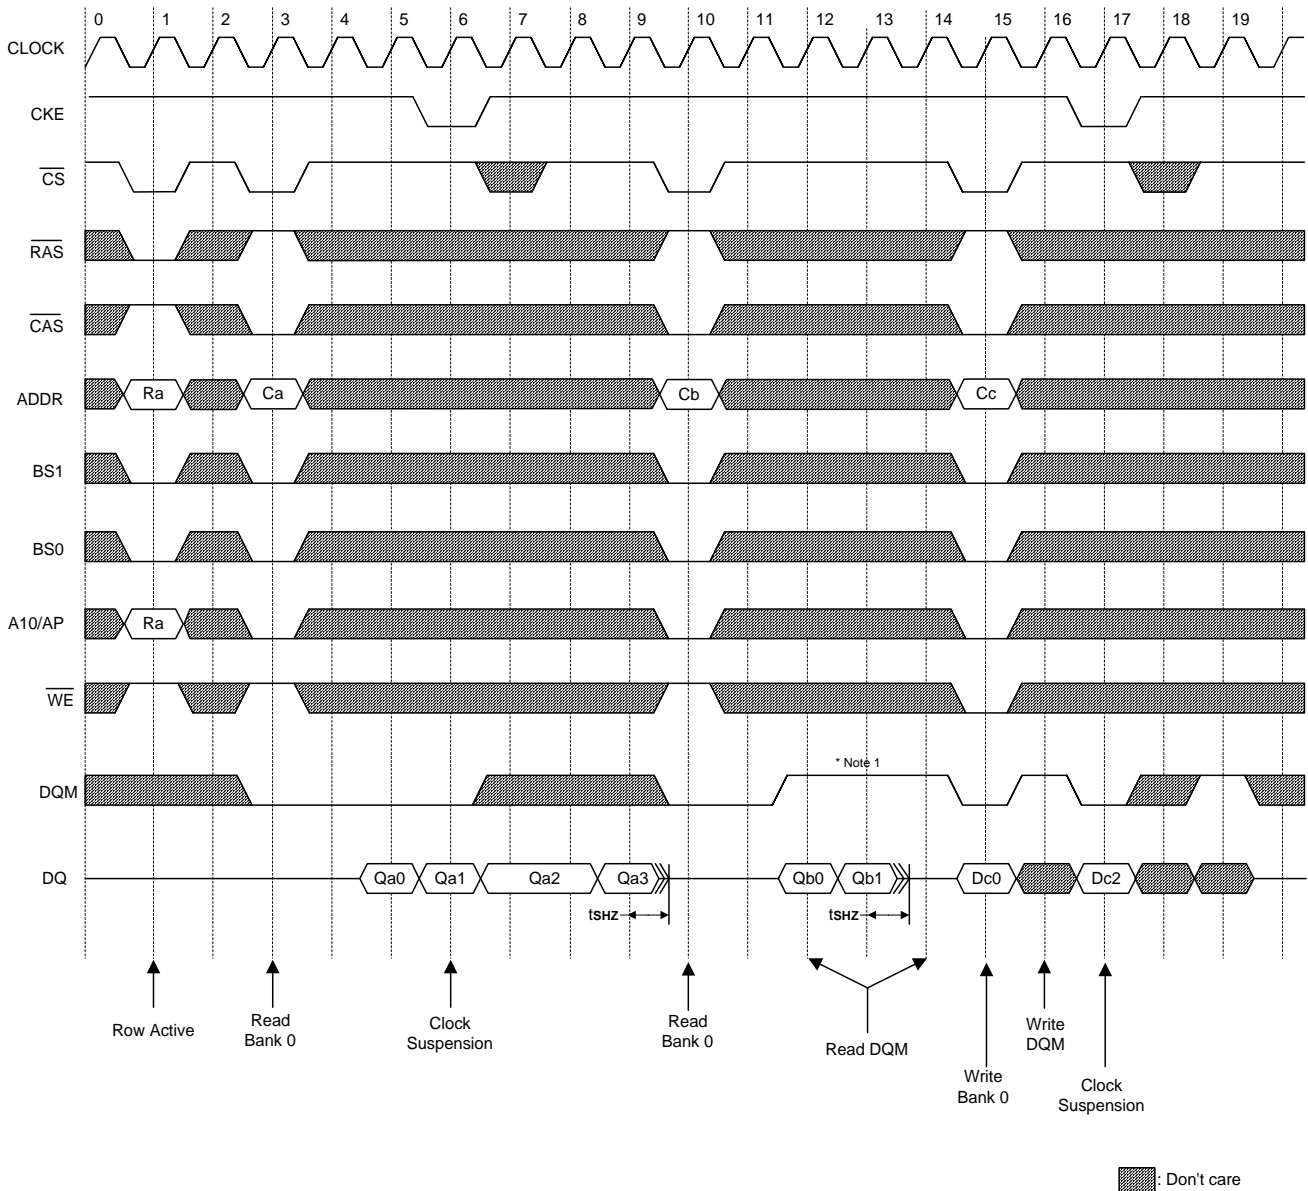 0 1 2 3 4 5 6 7 8 9 10 11 12 13 14 15 16 17 18 19
CLOCK
CKE
CS
RAS
CAS
ADDR Ra Ca Cb Cc
BS1
BS0
A10/AP Ra
WE
* Note 1
DQM
DQ Qa0 Qa1 Qa2 Qa3 Qb0 Qb1 Dc0 Dc2
tSHZ tSHZ
Row Active
Read
Bank 0
Clock
Suspension
Read
Bank 0
Read DQM
Write
Bank 0
Write
DQM
Clock
Suspension
: Don't care